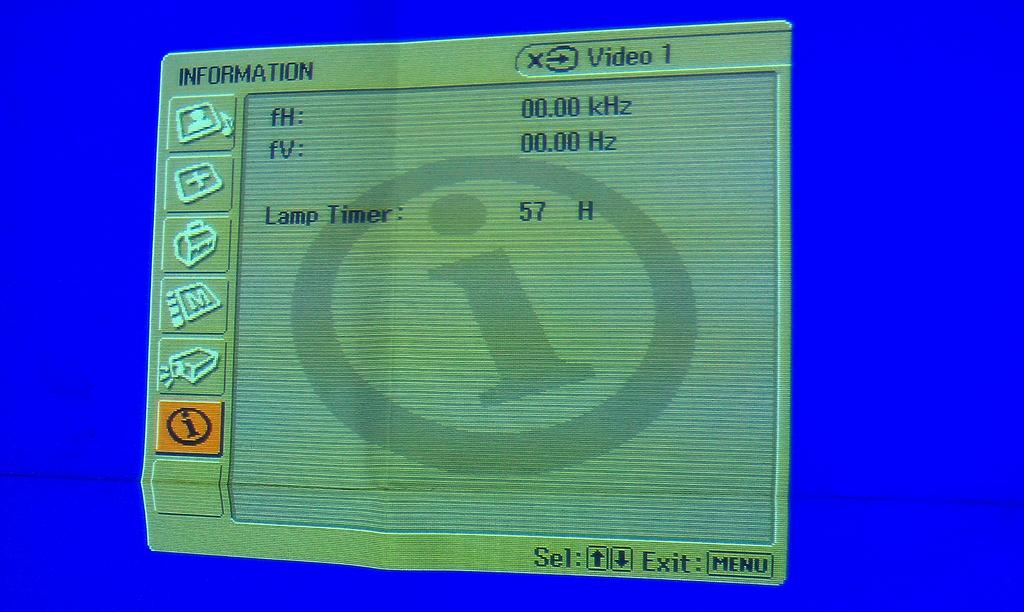 INFORMATION
Video 1
fH: 00.00 kHz
fV: 00.00 Hz
Lamp Timer: 57 H
M
i
i
Sel:⬆⬇ Exit:MENU